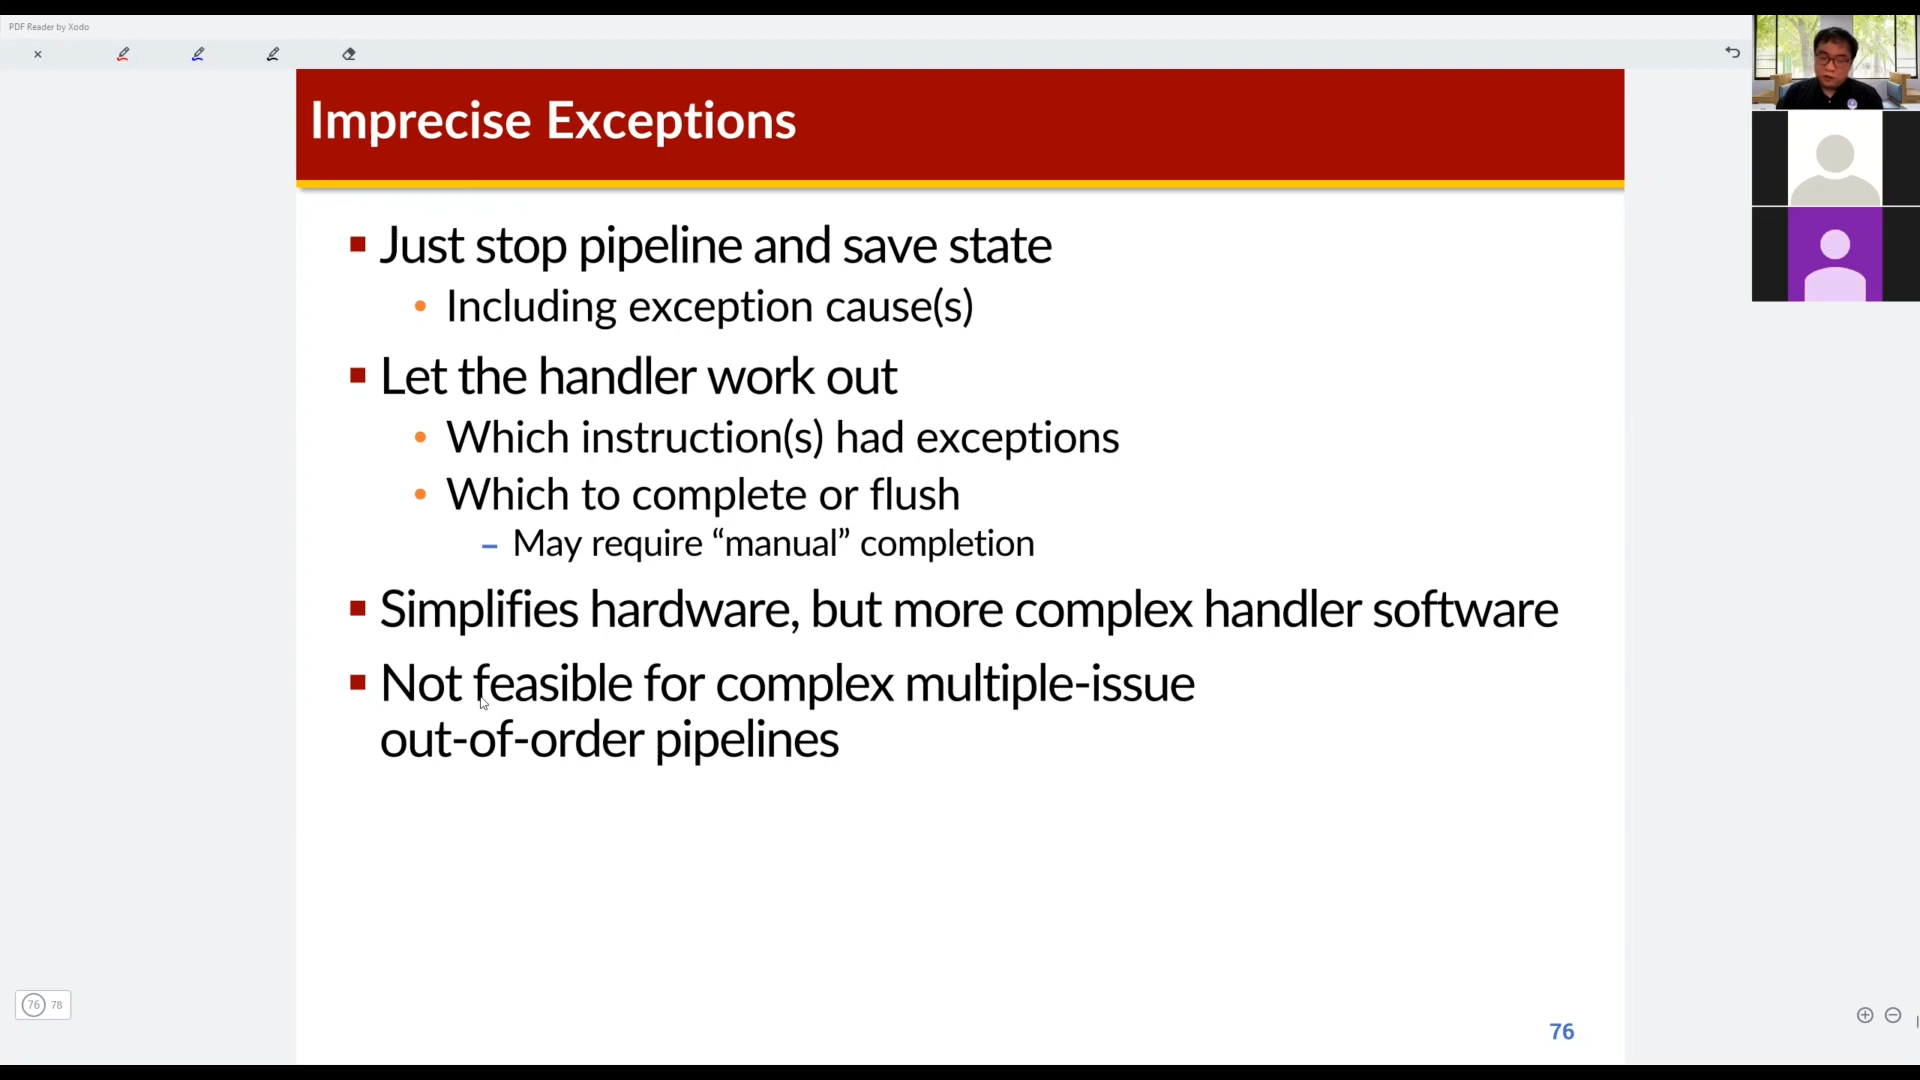 PDF Reader by Xodo
Imprecise Exceptions
Just stop pipeline and save state
Including exception cause(s)
Let the handler work out
Which instruction(s) had exceptions
Which to complete or flush
– May require “manual” completion
Simplifies hardware, but more complex handler software
Not feasible for complex multiple-issue
out-of-order pipelines
76 78
76